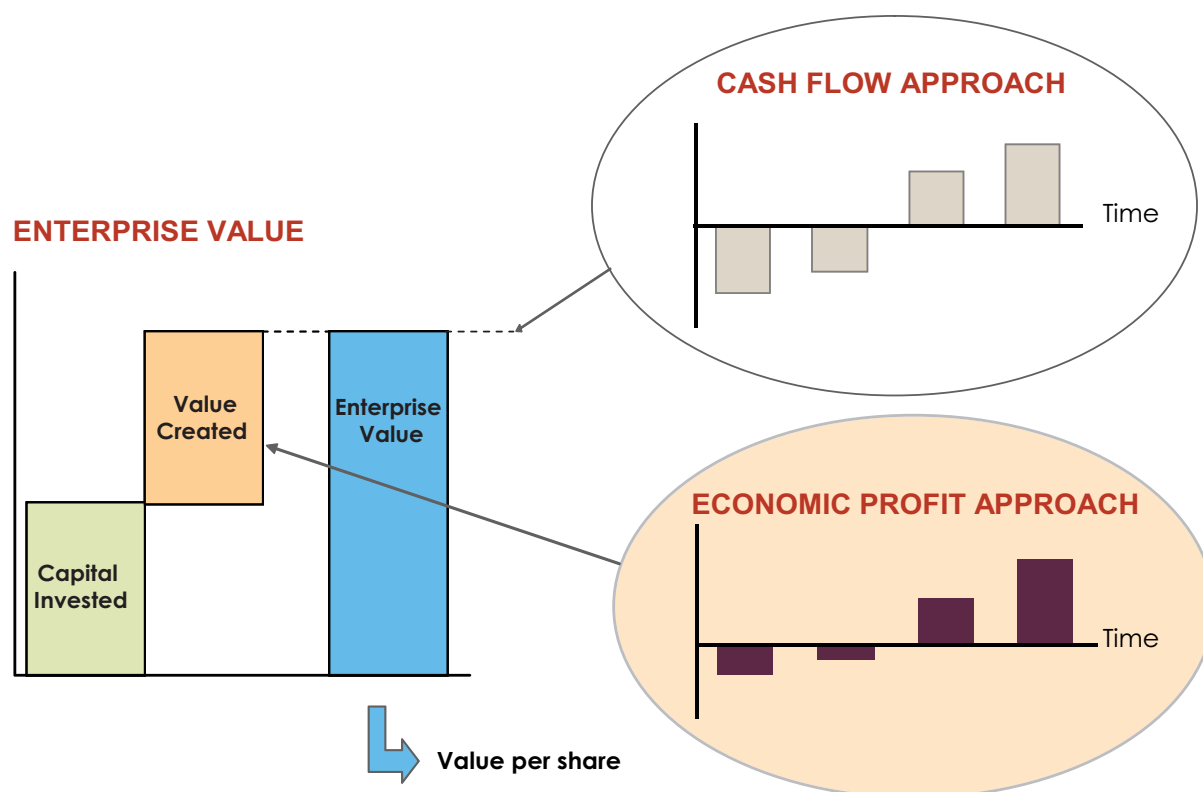 CASH FLOW APPROACH
Time
ENTERPRISE VALUE
Value
Created
Enterprise
Value
Capital
Invested
ECONOMIC PROFIT APPROACH
Time
Value per share